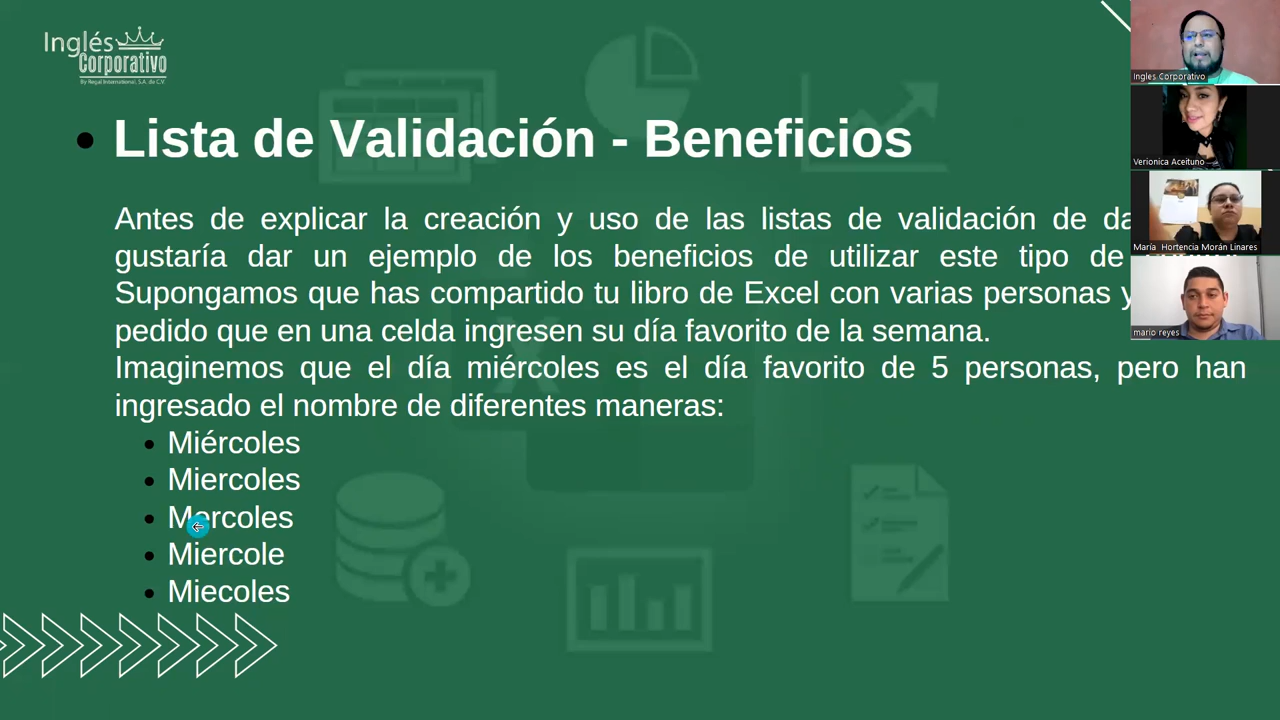 Inglés
Corporativo
By Regal International, S.A. de C.V.
Lista de Validación - Beneficios
Antes de explicar la creación y uso de las listas de validación de
gustaría dar un ejemplo de los beneficios de utilizar este tipo de
Supongamos que has compartido tu libro de Excel con varias personas y
pedido que en una celda ingresen su día favorito de la semana.
Imaginemos que el día miércoles es el día favorito de 5 personas, pero han
ingresado el nombre de diferentes maneras:
Miércoles
Miercoles
Miercole
Miecoles
Ingles Corporativo
Verionica Aceituno
María Hortencia Morán Linares
mario reyes